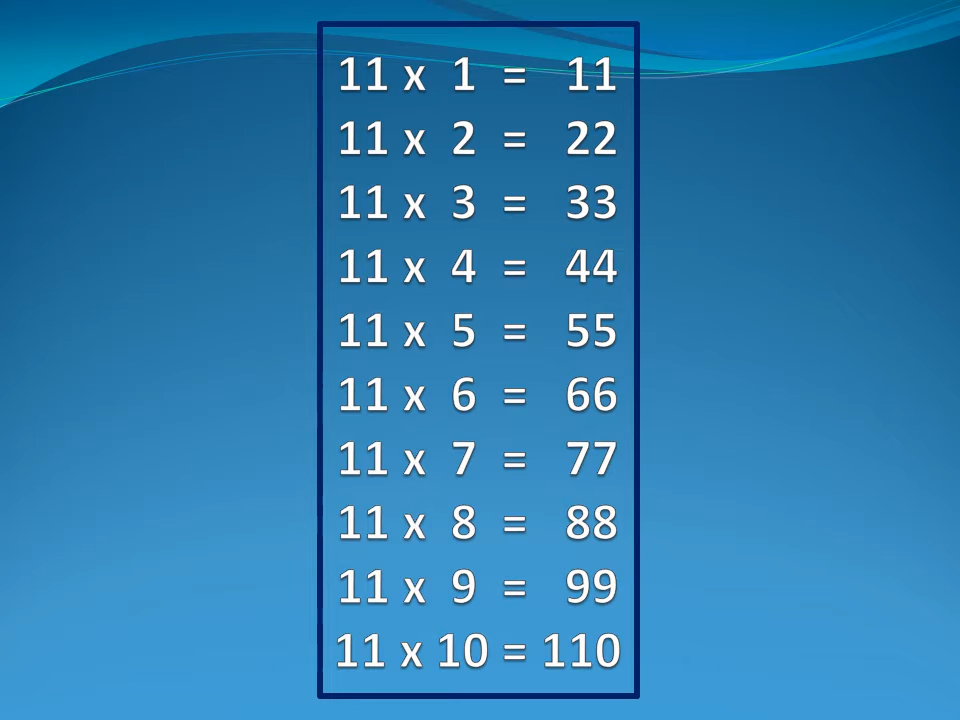 11 x 1 = 11
11 x 2 = 22
11 x 3 = 33
11 x 4 = 44
11 x 5 = 55
11 x 6 = 66
11 x 7 = 77
11 x 8 = 88
11 x 9 = 99
11 x 10 = 110